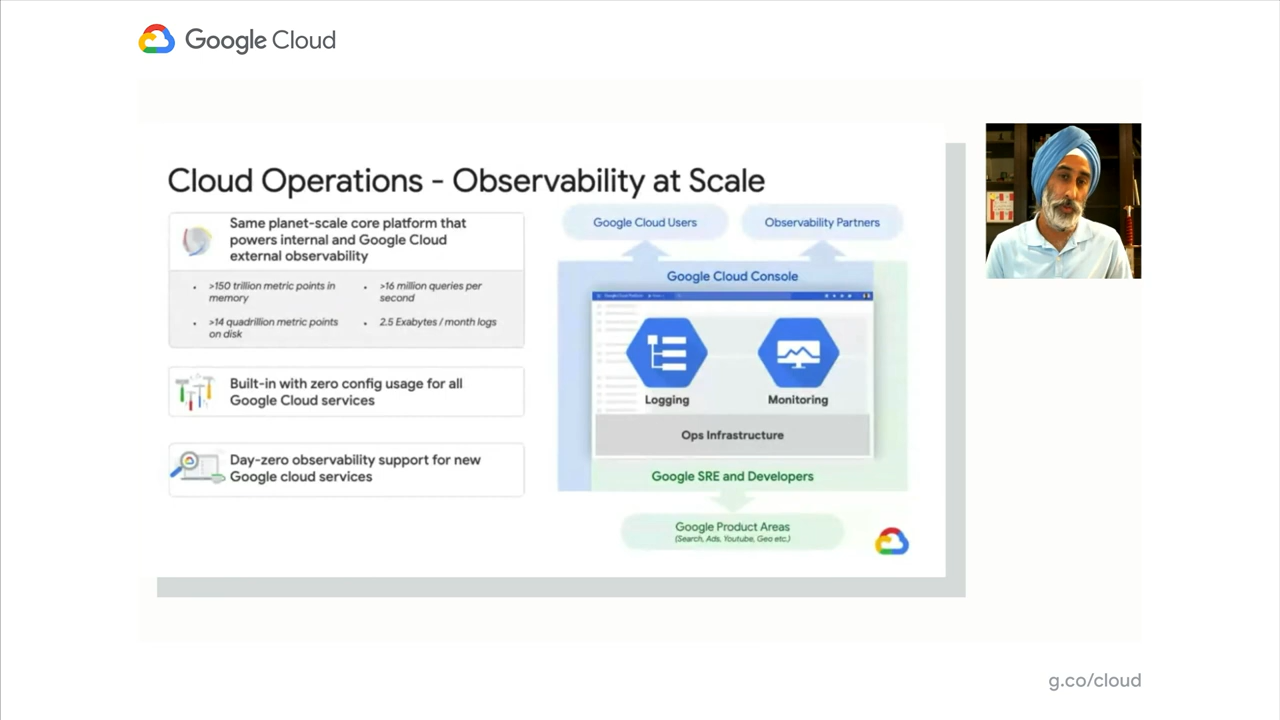 Google Cloud
Cloud Operations - Observability at Scale
Same planet-scale core platform that
powers internal and Google Cloud
external observability
• >150 trillion metric points in
memory
• >16 million queries per
second
• >14 quadrillion metric points
on disk
• 2.5 Exabytes / month logs
Built-in with zero config usage for all
Google Cloud services
Day-zero observability support for new
Google cloud services
Google Cloud Users
Observability Partners
Google Cloud Console
Logging
Monitoring
Ops Infrastructure
Google SRE and Developers
Google Product Areas
(Search, Ads, Youtube, Geo etc.)
g.co/cloud